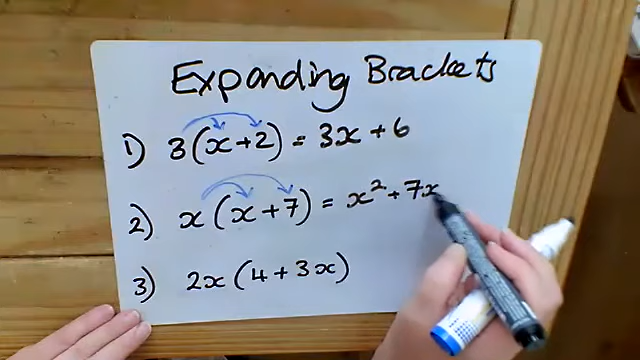 Expanding Brackets
1) 3(x+2) = 3x + 6
2) x(x+7) = x² + 7x
3) 2x(4+3x)